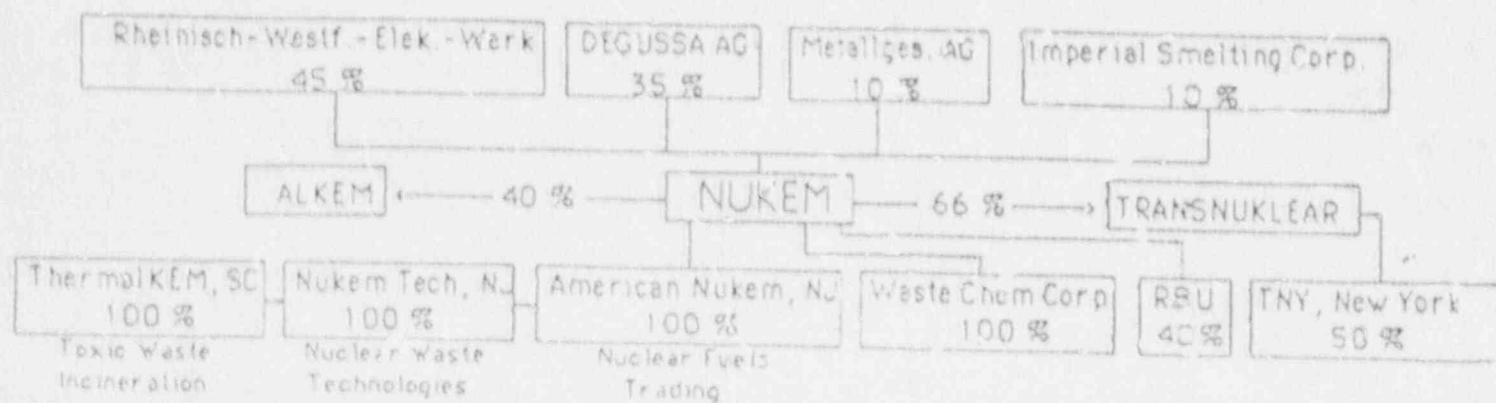 Rheinisch-Westf.-Elek.-Werk
45 %
DEGUSSA AG
35 %
Metallges. AG
10 %
Imperial Smelting Corp.
10 %
ALKEM
40 %
NUKEM
66 %
TRANSNUKLEAR
ThermalKEM, SC
100 %
Nukem Tech, NJ
100 %
American Nukem, NJ
100 %
Waste Chem Corp
100 %
RBU
40%
TNY, New York
50 %
Toxic Waste
Incineration
Nuclear Waste
Technologies
Nuclear Fuels
Trading